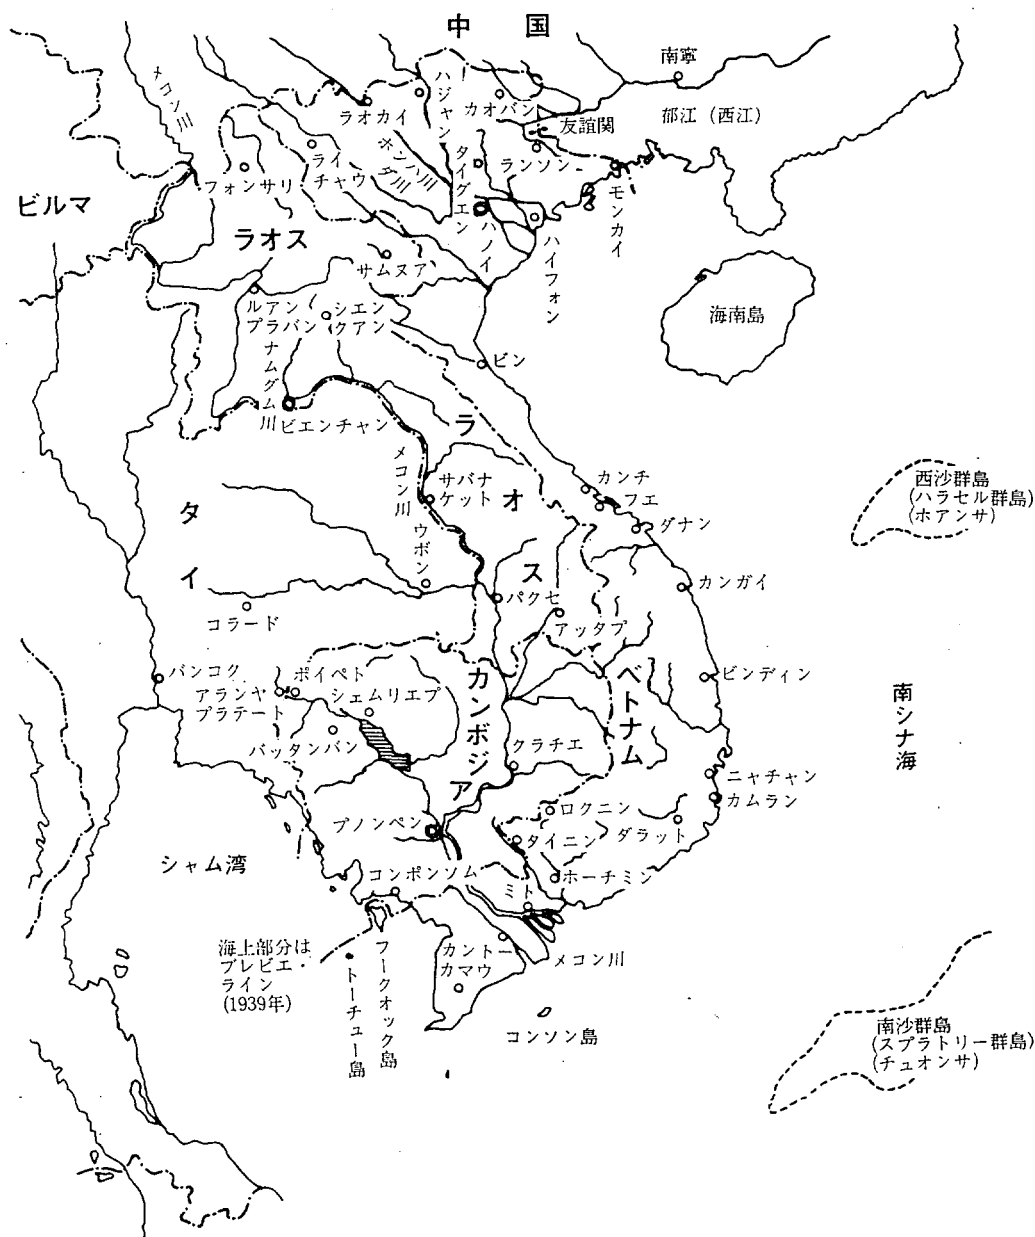 中国
南寧
メコン川
ラオカイ
ハジャン
カオバン
友誼関
郁江（西江）
ライ
チャウ
ホンハ川
ダ川
タイグエン
ランソン
フォンサリ
モンカイ
ビルマ
ラオス
ハノイ
ハイフォン
サムヌア
ルアン
プラバン
シエン
クアン
海南島
ナムグム川
ビン
ビエンチャン
ラオス
メコン川
サバナ
ケット
カンチ
フエ
ダナン
西沙群島
(ハラセル群島)
(ホアンサ)
タイ
ウボン
パクセ
カンガイ
コラード
アッタプ
バンコク
ポイペト
アランヤ
プラテート
シェムリエプ
カンボジア
ベトナム
ビンディン
南シナ海
バッタンバン
クラチエ
ニャチャン
カムラン
ロクニン
プノンペン
タイニン
ダラット
シャム湾
コンポンソム
ホーチミン
ミト
海上部分は
ブレビエ・
ライン
(1939年)
カントー
カマウ
メコン川
フークオック島
トーチュー島
コンソン島
南沙群島
(スプラトリー群島)
(チュオンサ)